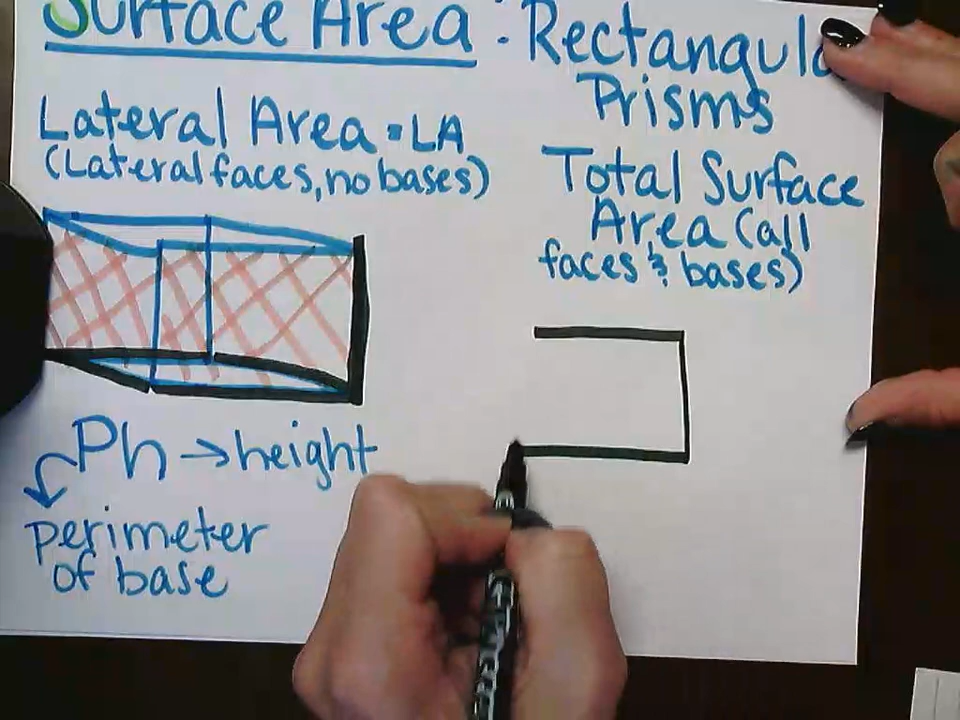 Surface Area : Rectangula
Prisms
Lateral Area = LA
(Lateral faces, no bases)
Total Surface
Area (all
faces & bases)
Ph → height
perimeter
of base